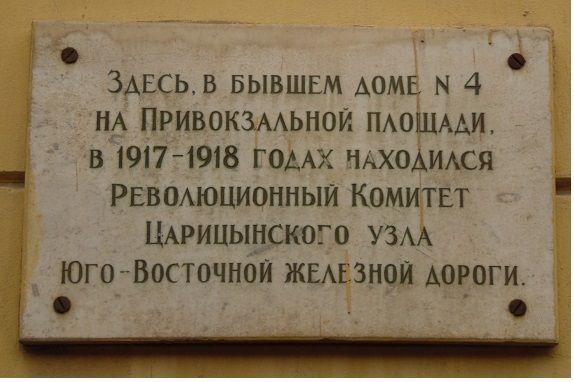 Здесь, в бывшем доме N 4
на Привокзальной площади,
в 1917-1918 годах находился
Революционный Комитет
Царицынского узла
Юго-Восточной железной дороги.